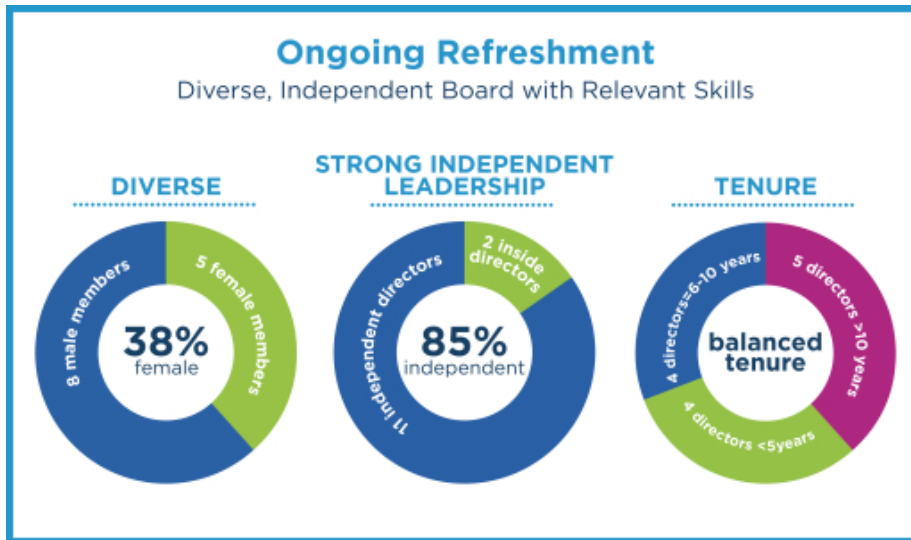 Ongoing Refreshment
Diverse, Independent Board with Relevant Skills
DIVERSE
8 male members
5 female members
38%
female
STRONG INDEPENDENT
LEADERSHIP
11 independent directors
2 inside
directors
85%
independent
TENURE
4 directors=6-10 years
5 directors >10 years
4 directors <5years
balanced
tenure